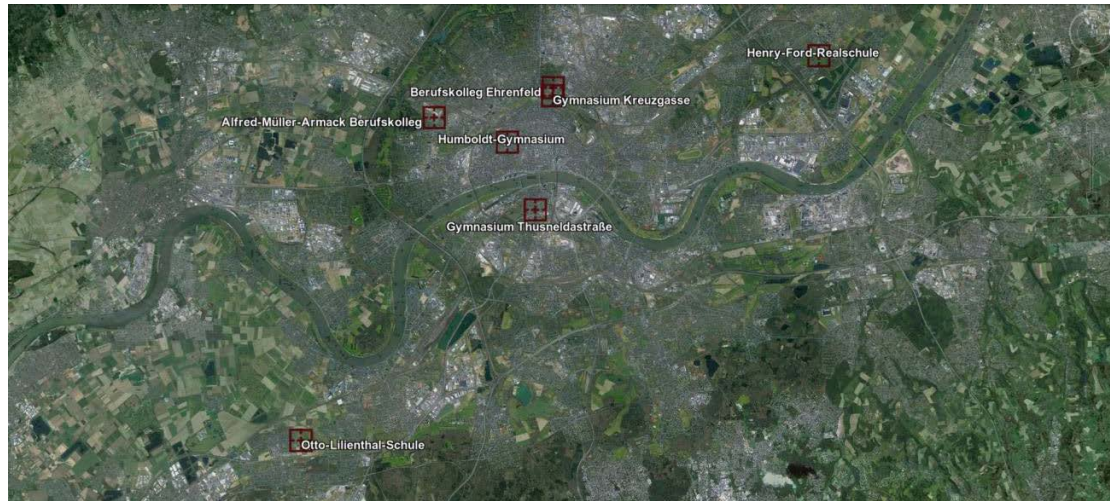 Henry-Ford-Realschule
Berufskolleg Ehrenfeld
Gymnasium Kreuzgasse
Alfred-Müller-Armack Berufskolleg
Humboldt-Gymnasium
Gymnasium Thusneldastraße
Otto-Lilienthal-Schule